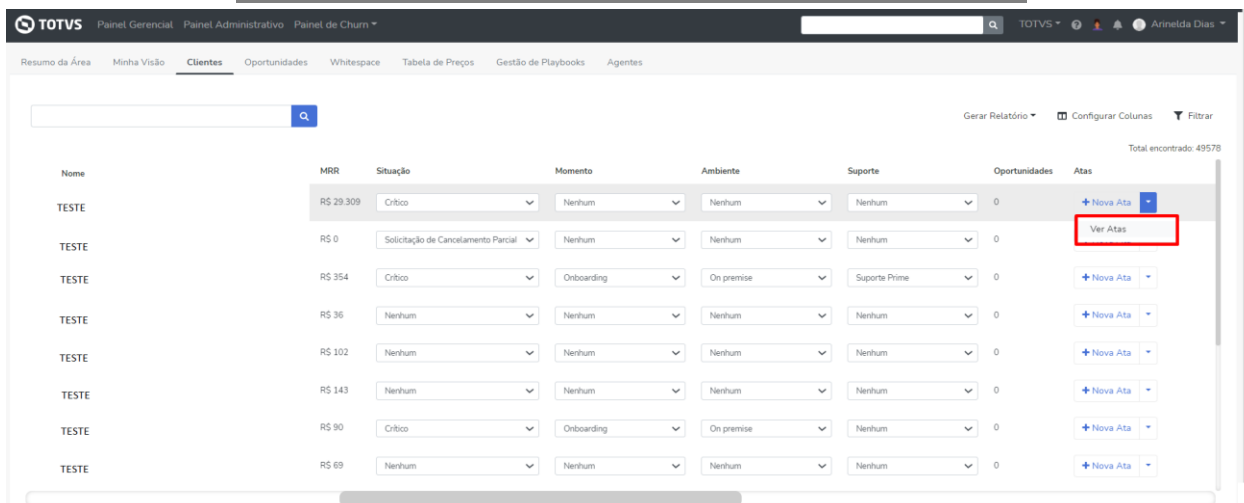 TOTVS Painel Gerencial Painel Administrativo Painel de Churn TOTVS Arinelda Dias
Resumo da Área Minha Visão Clientes Oportunidades Whitespace Tabela de Preços Gestão de Playbooks Agentes
Gerar Relatório Configurar Colunas Filtrar
Total encontrado: 49578
Nome MRR Situação Momento Ambiente Suporte Oportunidades Atas
TESTE R$ 29.309 Crítico Nenhum Nenhum Nenhum 0 + Nova Ata
Ver Atas
TESTE R$ 0 Solicitação de Cancelamento Parcial Nenhum Nenhum Nenhum 0
TESTE R$ 354 Crítico Onboarding On premise Suporte Prime 0 + Nova Ata
TESTE R$ 36 Nenhum Nenhum Nenhum Nenhum 0 + Nova Ata
TESTE R$ 102 Nenhum Nenhum Nenhum Nenhum 0 + Nova Ata
TESTE R$ 143 Nenhum Nenhum Nenhum Nenhum 0 + Nova Ata
TESTE R$ 90 Crítico Onboarding On premise Nenhum 0 + Nova Ata
TESTE R$ 69 Nenhum Nenhum Nenhum Nenhum 0 + Nova Ata